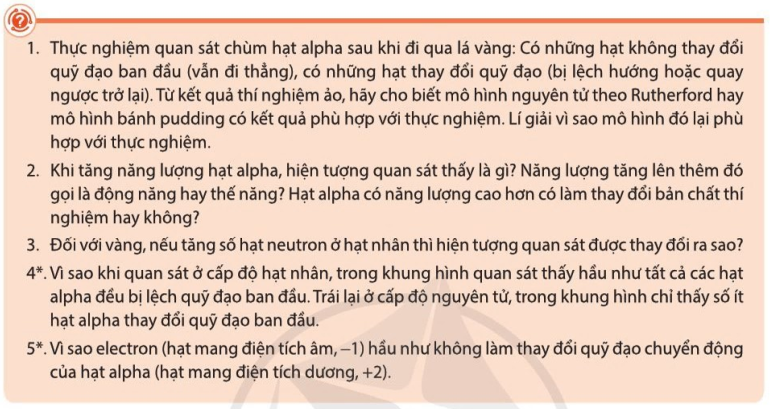 1. Thực nghiệm quan sát chùm hạt alpha sau khi đi qua lá vàng: Có những hạt không thay đổi
quỹ đạo ban đầu (vẫn đi thẳng), có những hạt thay đổi quỹ đạo (bị lệch hướng hoặc quay
ngược trở lại). Từ kết quả thí nghiệm ảo, hãy cho biết mô hình nguyên tử theo Rutherford hay
mô hình bánh pudding có kết quả phù hợp với thực nghiệm. Lí giải vì sao mô hình đó lại phù
hợp với thực nghiệm.
2. Khi tăng năng lượng hạt alpha, hiện tượng quan sát thấy là gì? Năng lượng tăng lên thêm đó
gọi là động năng hay thế năng? Hạt alpha có năng lượng cao hơn có làm thay đổi bản chất thí
nghiệm hay không?
3. Đối với vàng, nếu tăng số hạt neutron ở hạt nhân thì hiện tượng quan sát được thay đổi ra sao?
4*. Vì sao khi quan sát ở cấp độ hạt nhân, trong khung hình quan sát thấy hầu như tất cả các hạt
alpha đều bị lệch quỹ đạo ban đầu. Trái lại ở cấp độ nguyên tử, trong khung hình chỉ thấy số ít
hạt alpha thay đổi quỹ đạo ban đầu.
5*. Vì sao electron (hạt mang điện tích âm, –1) hầu như không làm thay đổi quỹ đạo chuyển động
của hạt alpha (hạt mang điện tích dương, +2).